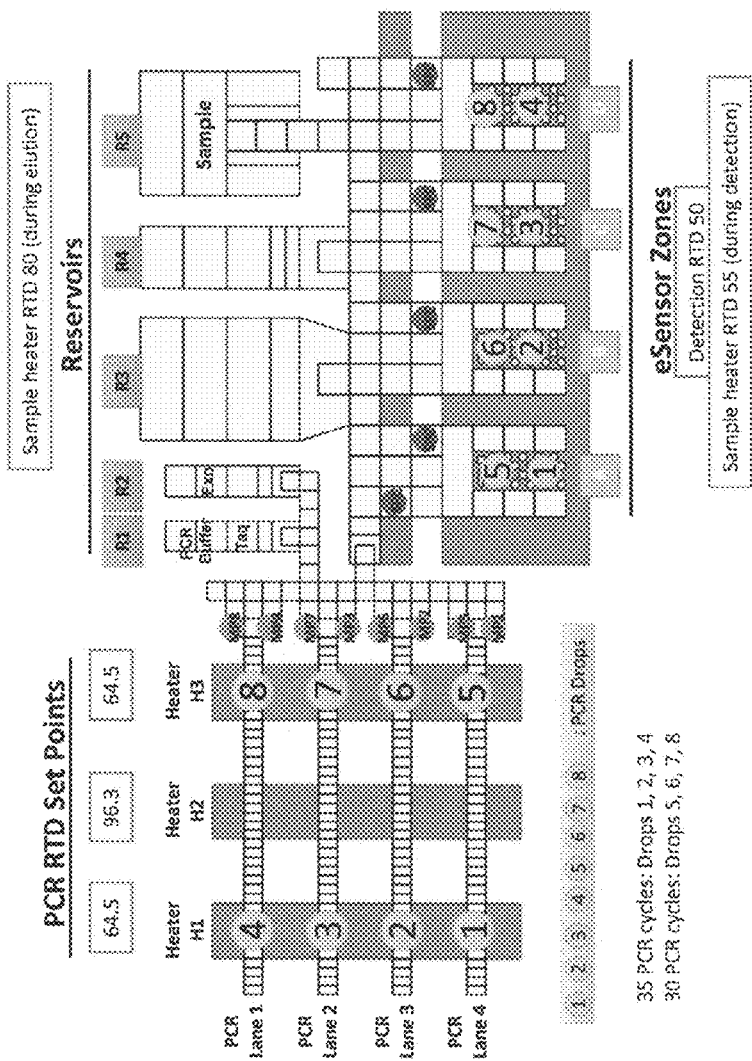 PCR RTD Set Points
64.5
96.3
64.5
Heater H1
Heater H2
Heater H3
PCR Lane 1
PCR Lane 2
PCR Lane 3
PCR Lane 4
4
8
3
7
2
6
1
5
1 2 3 4 5 6 7 8 PCR Drops
35 PCR cycles: Drops 1, 2, 3, 4
30 PCR cycles: Drops 5, 6, 7, 8
Sample heater RTD 80 (during elution)
Reservoirs
R1
R2
R3
R4
R5
PCR Buffer
Taq
Exo
Sample
5
6
7
8
1
2
3
4
eSensor Zones
Detection RTD 50
Sample heater RTD 55 (during detection)